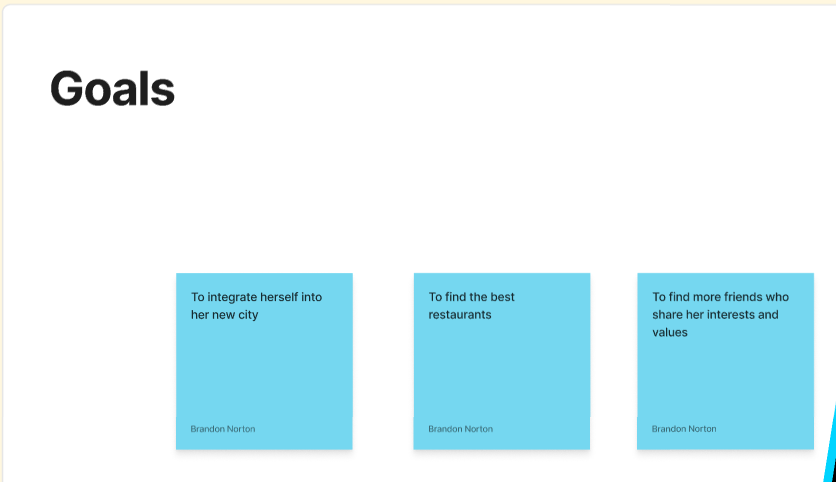 Goals
To integrate herself into
her new city
Brandon Norton
To find the best
restaurants
Brandon Norton
To find more friends who
share her interests and
values
Brandon Norton